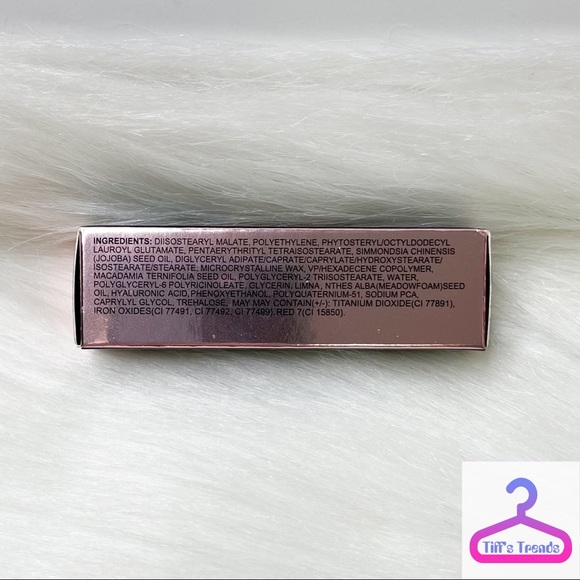 INGREDIENTS: DIISOSTEARYL MALATE, POLYETHYLENE, PHYTOSTERYL/OCTYLDODECYL
LAUROYL GLUTAMATE, PENTAERYTHRITYL TETRAISOSTEARATE, SIMMONDSIA CHINENSIS
(JOJOBA) SEED OIL, DIGLYCERYL ADIPATE/CAPRATE/CAPRYLATE/HYDROXYSTEARATE/
ISOSTEARATE/STEARATE, MICROCRYSTALLINE WAX, VP/HEXADECENE COPOLYMER,
MACADAMIA TERNIFOLIA SEED OIL, POLYGLYCERYL-2 TRIISOSTEARATE, WATER,
POLYGLYCERYL-6 POLYRICINOLEATE, GLYCERIN, LIMNA, NTHES ALBA(MEADOWFOAM)SEED
OIL, HYALURONIC ACID, PHENOXYETHANOL, POLYQUATERNIUM-51, SODIUM PCA,
CAPRYLYL GLYCOL, TREHALOSE, MAY MAY CONTAIN(+/-): TITANIUM DIOXIDE(CI 77891),
IRON OXIDES(CI 77491, CI 77492, CI 77499).RED 7(CI 15850).
Tiff's Trends